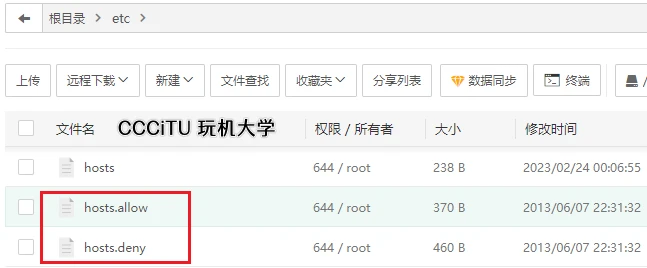 根目录 > etc >
上传 远程下载 新建 文件查找 收藏夹 分享列表 数据同步 终端 /
文件名 CCCiTU 玩机大学 权限 / 所有者 大小 修改时间
hosts 644 / root 238 B 2023/02/24 00:06:55
hosts.allow 644 / root 370 B 2013/06/07 22:31:32
hosts.deny 644 / root 460 B 2013/06/07 22:31:32